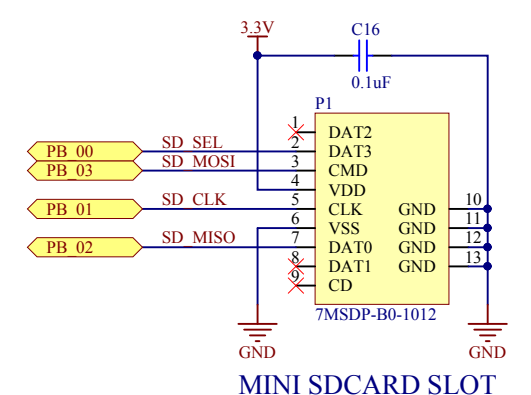 3.3V
C16
0.1uF
P1
1 DAT2
PB_00 SD_SEL 2 DAT3
PB_03 SD_MOSI 3 CMD
4 VDD
PB_01 SD_CLK 5 CLK GND 10
6 VSS GND 11
PB_02 SD_MISO 7 DAT0 GND 12
8 DAT1 GND 13
9 CD
7MSDP-B0-1012
GND GND
MINI SDCARD SLOT